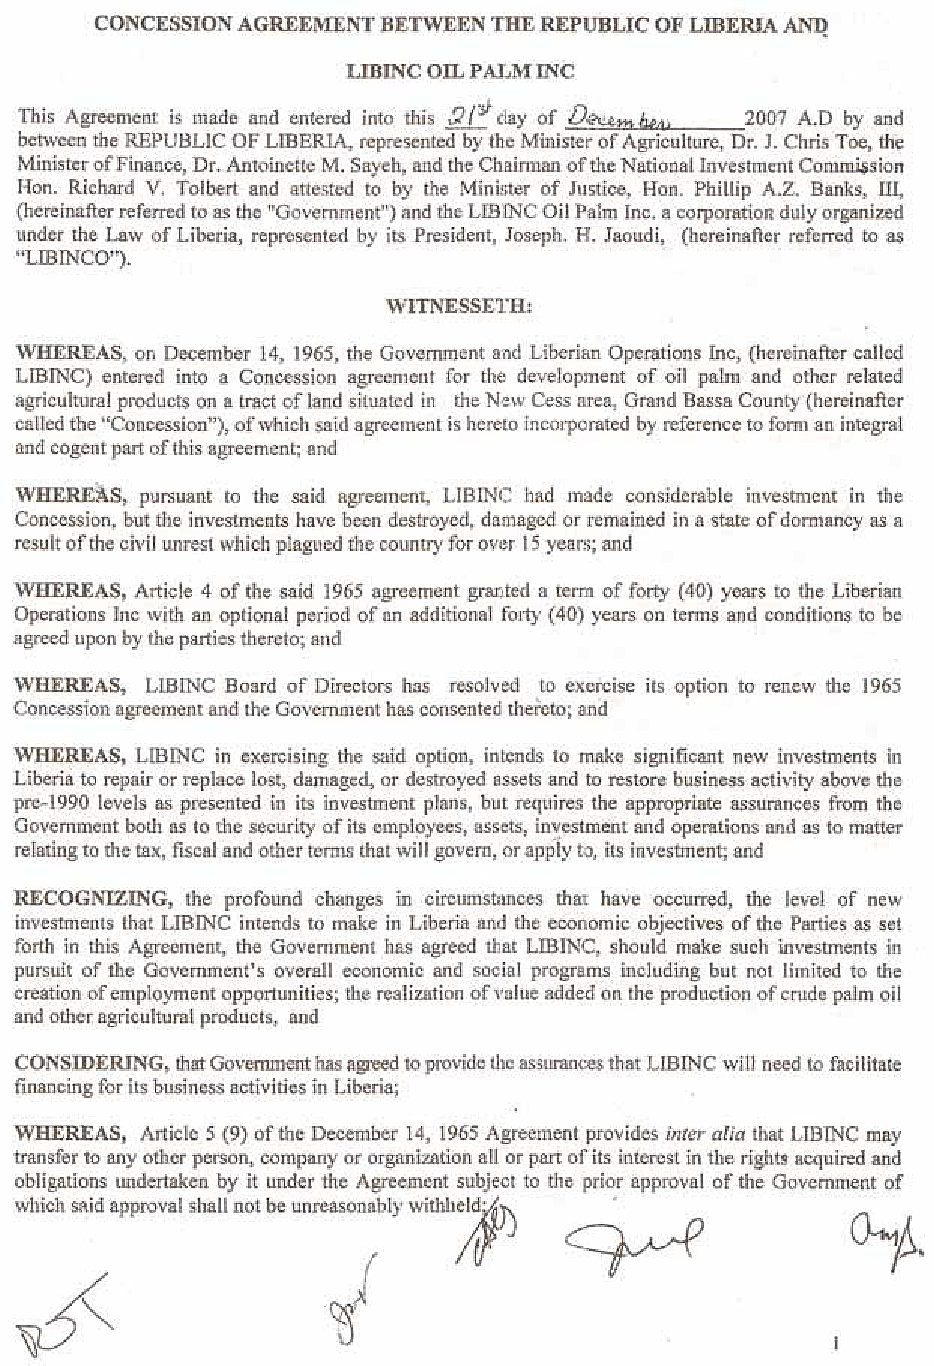 CONCESSION AGREEMENT BETWEEN THE REPUBLIC OF LIBERIA AND
LIBINC OIL PALM INC
This Agreement is made and entered into this 21st day of December 2007 A.D by and
between the REPUBLIC OF LIBERIA, represented by the Minister of Agriculture, Dr. J. Chris Toe, the
Minister of Finance, Dr. Antoinette M. Sayeh, and the Chairman of the National Investment Commission
Hon. Richard V. Tolbert and attested to by the Minister of Justice, Hon. Phillip A.Z. Banks, III,
(hereinafter referred to as the "Government") and the LIBINC Oil Palm Inc. a corporation duly organized
under the Law of Liberia, represented by its President, Joseph. H. Jaoudi, (hereinafter referred to as
“LIBINCO”).
WITNESSETH:
WHEREAS, on December 14, 1965, the Government and Liberian Operations Inc, (hereinafter called
LIBINC) entered into a Concession agreement for the development of oil palm and other related
agricultural products on a tract of land situated in the New Cess area, Grand Bassa County (hereinafter
called the “Concession”), of which said agreement is hereto incorporated by reference to form an integral
and cogent part of this agreement; and
WHEREAS, pursuant to the said agreement, LIBINC had made considerable investment in the
Concession, but the investments have been destroyed, damaged or remained in a state of dormancy as a
result of the civil unrest which plagued the country for over 15 years; and
WHEREAS, Article 4 of the said 1965 agreement granted a term of forty (40) years to the Liberian
Operations Inc with an optional period of an additional forty (40) years on terms and conditions to be
agreed upon by the parties thereto; and
WHEREAS, LIBINC Board of Directors has resolved to exercise its option to renew the 1965
Concession agreement and the Government has consented thereto; and
WHEREAS, LIBINC in exercising the said option, intends to make significant new investments in
Liberia to repair or replace lost, damaged, or destroyed assets and to restore business activity above the
pre-1990 levels as presented in its investment plans, but requires the appropriate assurances from the
Government both as to the security of its employees, assets, investment and operations and as to matter
relating to the tax, fiscal and other terms that will govern, or apply to, its investment; and
RECOGNIZING, the profound changes in circumstances that have occurred, the level of new
investments that LIBINC intends to make in Liberia and the economic objectives of the Parties as set
forth in this Agreement, the Government has agreed that LIBINC, should make such investments in
pursuit of the Government's overall economic and social programs including but not limited to the
creation of employment opportunities; the realization of value added on the production of crude palm oil
and other agricultural products, and
CONSIDERING, that Government has agreed to provide the assurances that LIBINC will need to facilitate
financing for its business activities in Liberia;
WHEREAS, Article 5 (9) of the December 14, 1965 Agreement provides inter alia that LIBINC may
transfer to any other person, company or organization all or part of its interest in the rights acquired and
obligations undertaken by it under the Agreement subject to the prior approval of the Government of
which said approval shall not be unreasonably withheld;
RST
i